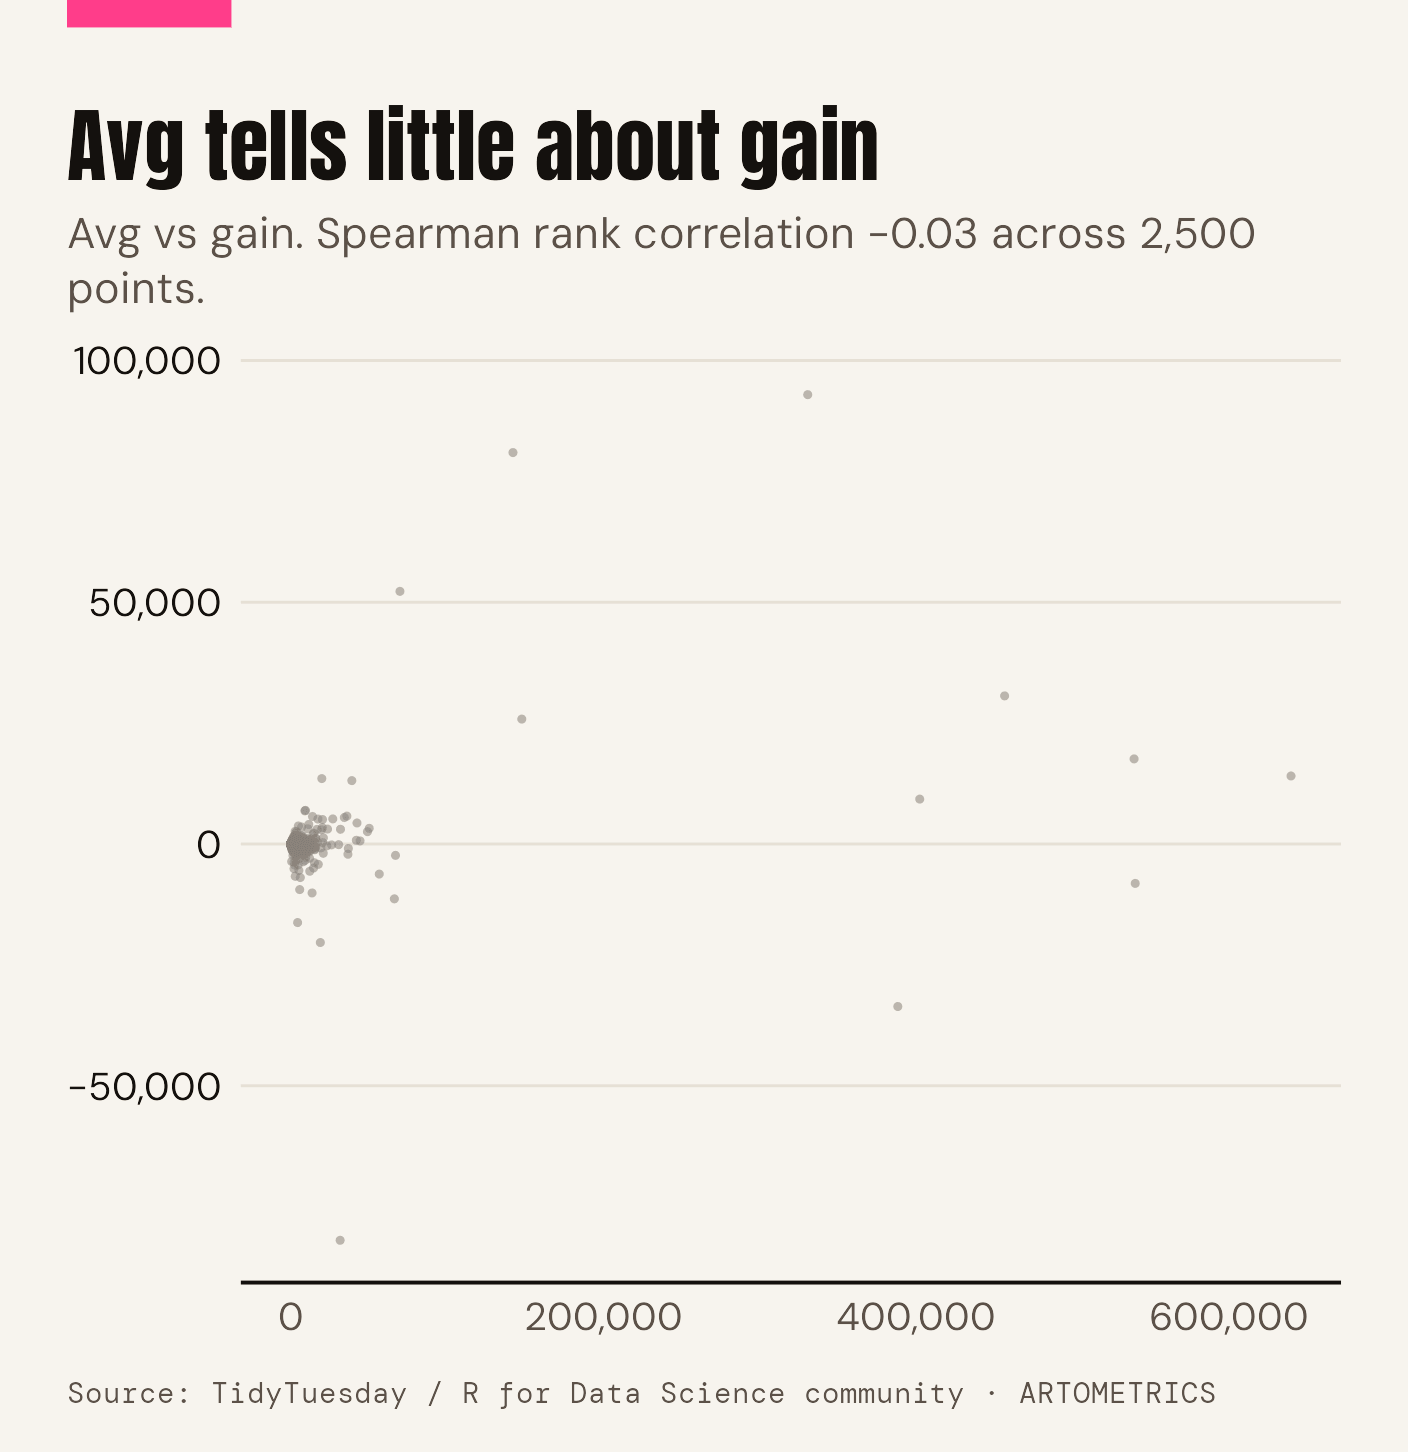 Avg tells little about gain
Avg vs gain. Spearman rank correlation −0.03 across 2,500
points.
100,000
50,000
0
−50,000
0 200,000 400,000 600,000
Source: TidyTuesday / R for Data Science community · ARTOMETRICS